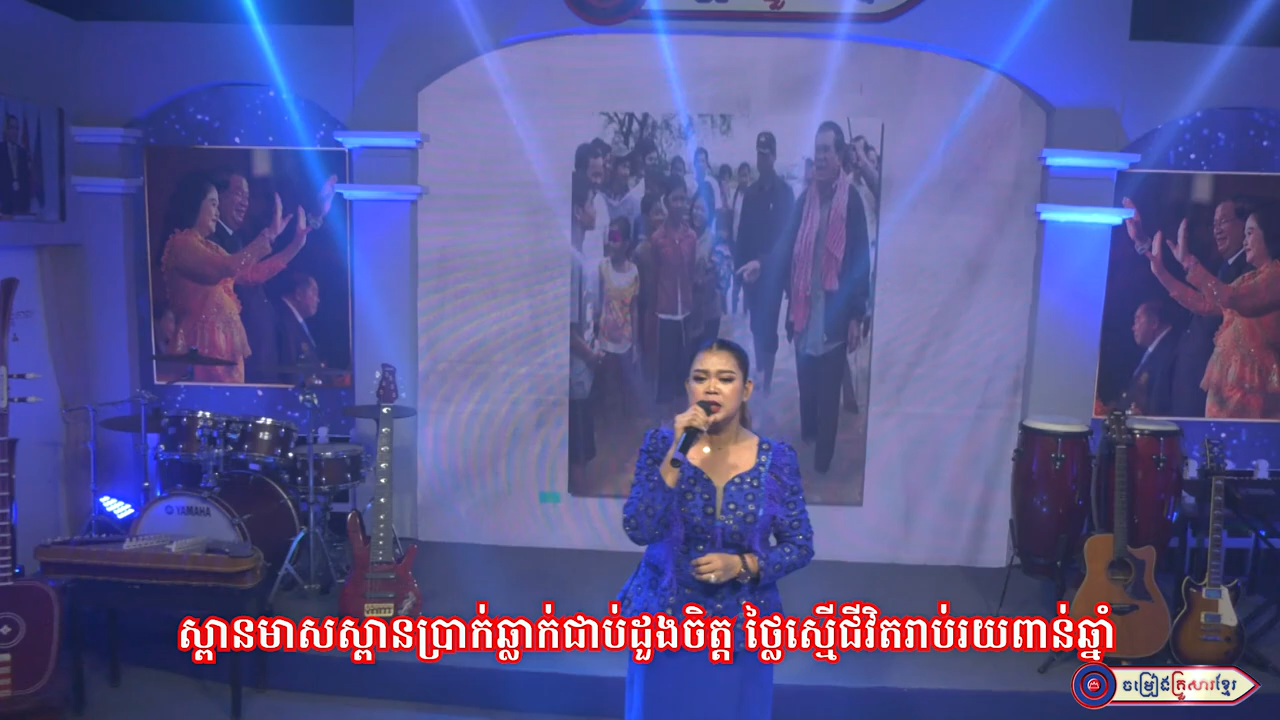 YAMAHA
ស្ពានមាសស្ពានប្រាក់ឆ្លាក់ជាប់ដួងចិត្ត ថ្លៃស្មើជីវិតរាប់រយពាន់ឆ្នាំ
ចម្រៀងគ្រួសារខ្មែរ